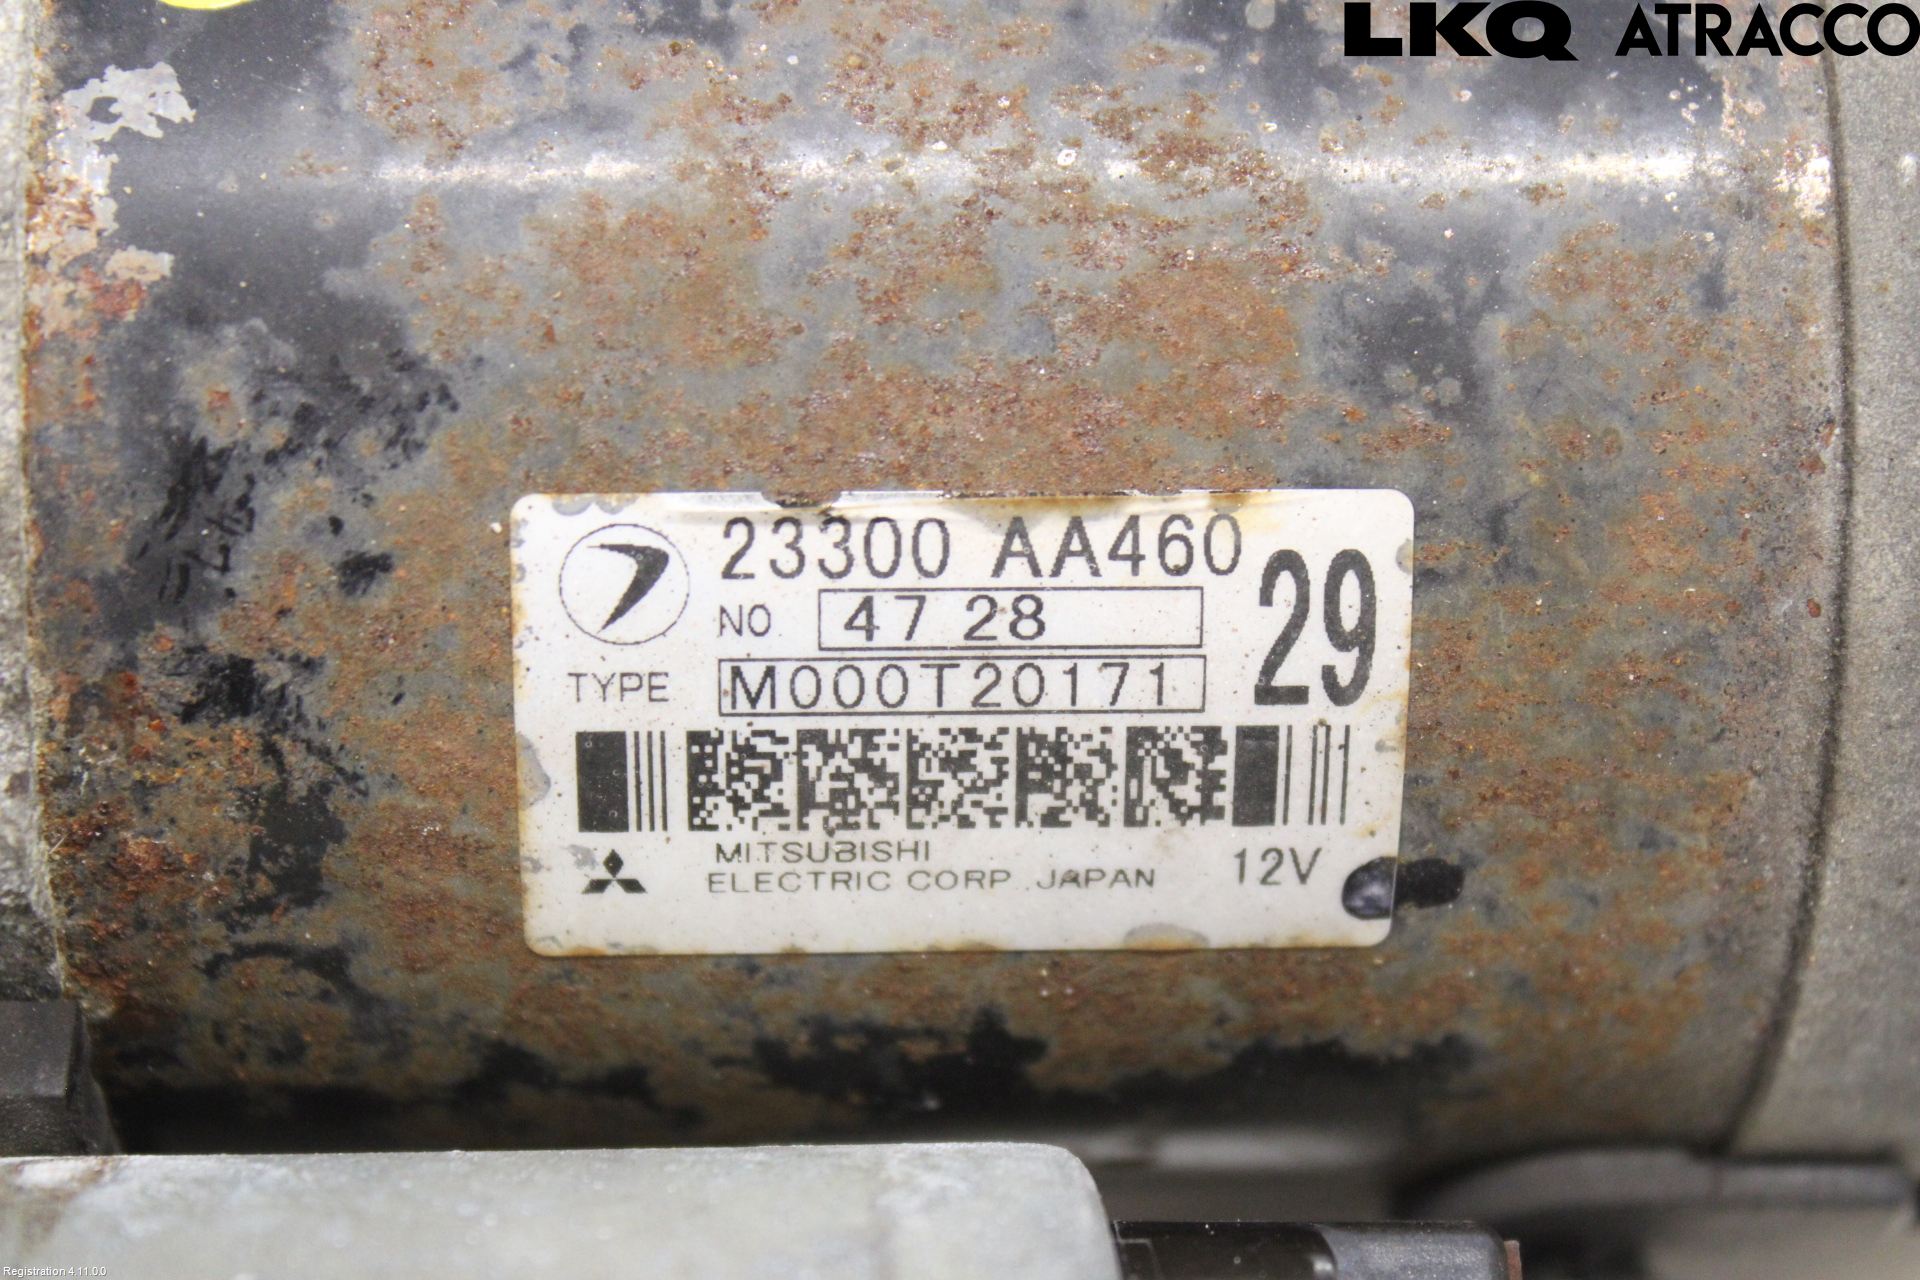 LKQ ATRACCO
23300 AA460
29
NO 47 28
TYPE M000T20171
MITSUBISHI
ELECTRIC CORP. JAPAN 12V
Registration 4.11.0.0